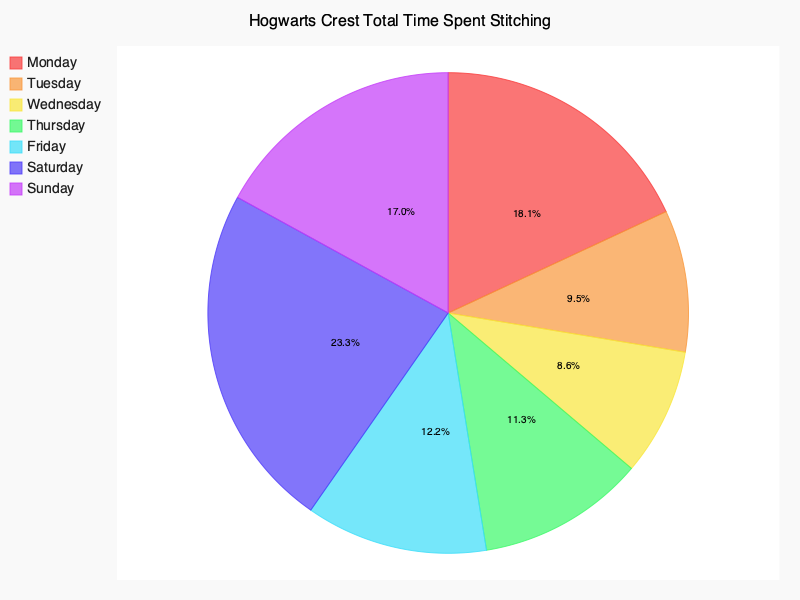 Hogwarts Crest Total Time Spent Stitching
Monday
Tuesday
Wednesday
Thursday
Friday
Saturday
Sunday
18.1%
9.5%
8.6%
11.3%
12.2%
23.3%
17.0%